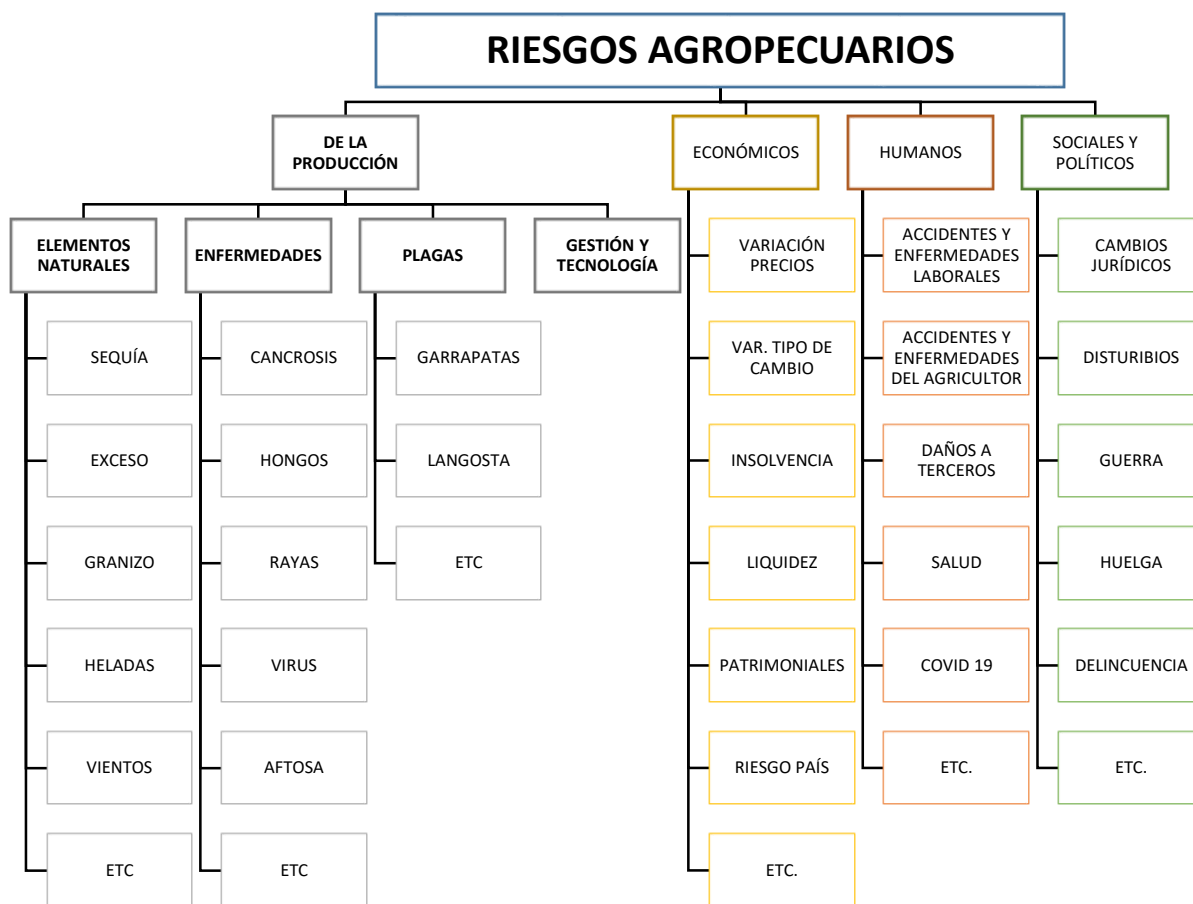 RIESGOS AGROPECUARIOS
DE LA
PRODUCCIÓN
ELEMENTOS
NATURALES
SEQUÍA
EXCESO
GRANIZO
HELADAS
VIENTOS
ETC
ENFERMEDADES
CANCROSIS
HONGOS
RAYAS
VIRUS
AFTOSA
ETC
PLAGAS
GARRAPATAS
LANGOSTA
ETC
GESTIÓN Y
TECNOLOGÍA
ECONÓMICOS
VARIACIÓN
PRECIOS
VAR. TIPO DE
CAMBIO
INSOLVENCIA
LIQUIDEZ
PATRIMONIALES
RIESGO PAÍS
ETC.
HUMANOS
ACCIDENTES Y
ENFERMEDADES
LABORALES
ACCIDENTES Y
ENFERMEDADES
DEL AGRICULTOR
DAÑOS A
TERCEROS
SALUD
COVID 19
ETC.
SOCIALES Y
POLÍTICOS
CAMBIOS
JURÍDICOS
DISTURIBIOS
GUERRA
HUELGA
DELINCUENCIA
ETC.